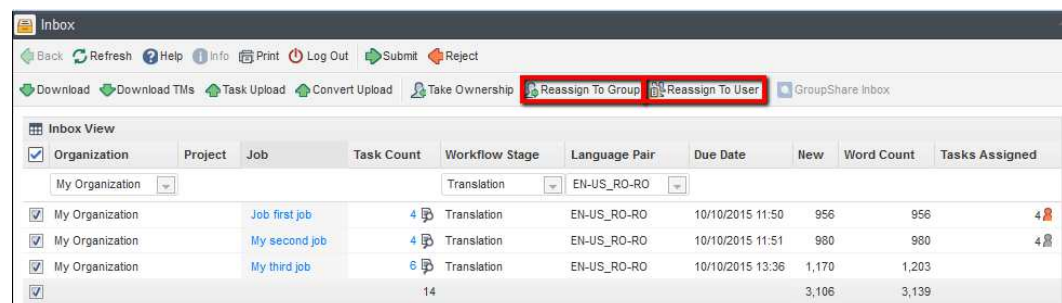 Inbox
Back Refresh Help Info Print Log Out Submit Reject
Download Download TMs Task Upload Convert Upload Take Ownership Reassign To Group Reassign To User GroupShare Inbox
Inbox View
Organization Project Job Task Count Workflow Stage Language Pair Due Date New Word Count Tasks Assigned
My Organization Translation EN-US_RO-RO
My Organization Job first job 4 Translation EN-US_RO-RO 10/10/2015 11:50 956 956 4
My Organization My second job 4 Translation EN-US_RO-RO 10/10/2015 11:51 980 980 4
My Organization My third job 6 Translation EN-US_RO-RO 10/10/2015 13:36 1,170 1,203
14 3,106 3,139